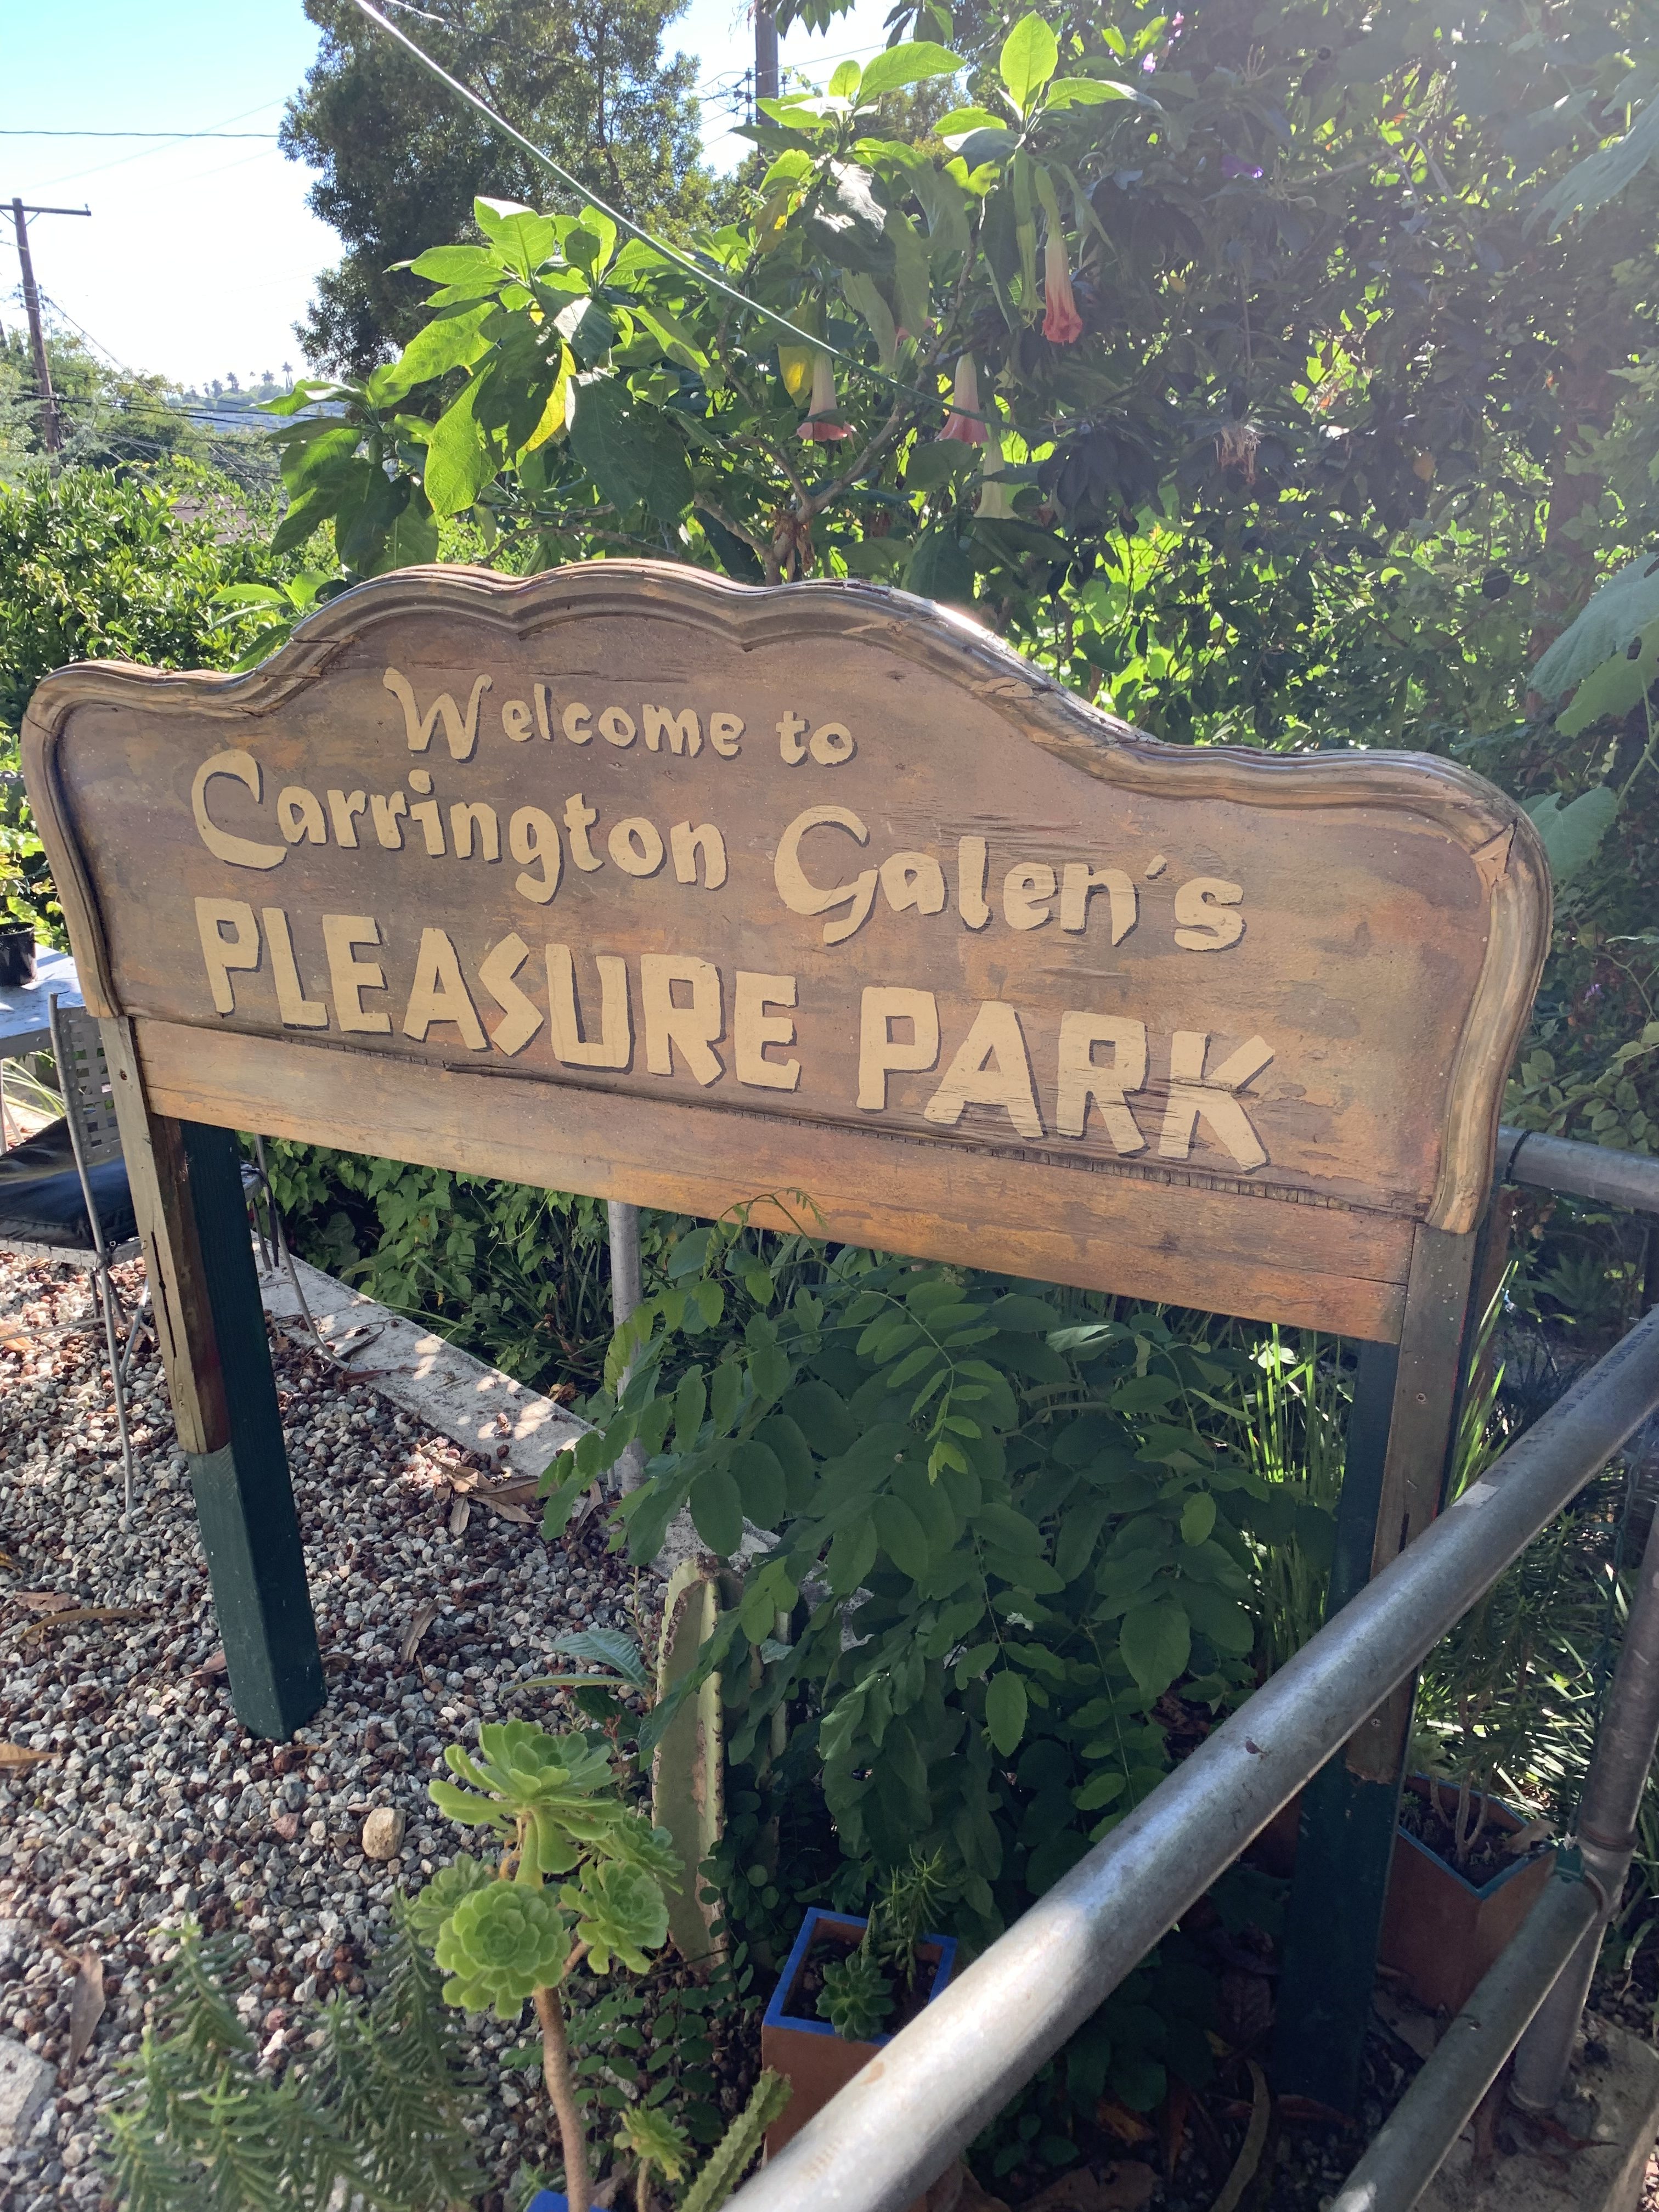 Welcome to
Carrington Galen's
PLEASURE PARK